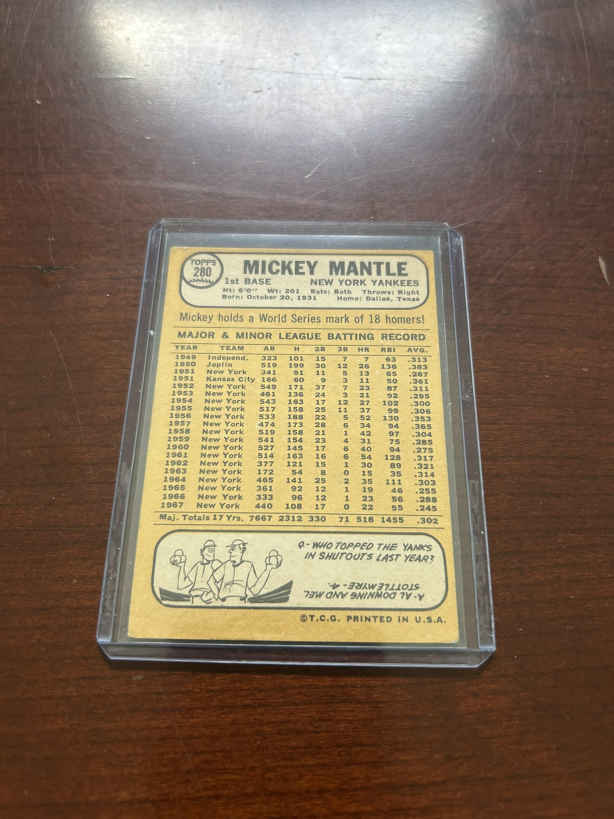 TOPPS
280
MICKEY MANTLE
1st BASE NEW YORK YANKEES
Ht: 6'0" Wt: 201 Bats: Both Throws: Right
Born: October 20, 1931 Home: Dallas, Texas
Mickey holds a World Series mark of 18 homers!
MAJOR & MINOR LEAGUE BATTING RECORD
YEAR TEAM AB H 2B 3B HR RBI AVG.
1949 Independ. 323 101 15 7 7 63 .313
1950 Joplin 519 199 30 12 26 136 .383
1951 New York 341 91 11 5 13 65 .267
1951 Kansas City 166 60 9 3 11 50 .361
1952 New York 549 171 37 7 23 87 .311
1953 New York 461 136 24 3 21 92 .295
1954 New York 543 163 17 12 27 102 .300
1955 New York 517 158 25 11 37 99 .306
1956 New York 533 188 22 5 52 130 .353
1957 New York 474 173 28 6 34 94 .365
1958 New York 519 158 21 1 42 97 .304
1959 New York 541 154 23 4 31 75 .285
1960 New York 527 145 17 6 40 94 .275
1961 New York 514 163 16 6 54 128 .317
1962 New York 377 121 15 1 30 89 .321
1963 New York 172 54 8 0 15 35 .314
1964 New York 465 141 25 2 35 111 .303
1965 New York 361 92 12 1 19 46 .255
1966 New York 333 96 12 1 23 56 .288
1967 New York 440 108 17 0 22 55 .245
Maj. Totals 17 Yrs. 7667 2312 330 71 518 1455 .302
Q - WHO TOPPED THE YANKS
IN SHUTOUTS LAST YEAR?
A - AL DOWNING AND MEL
STOTTLEMYRE - 4.
©T.C.G. PRINTED IN U.S.A.